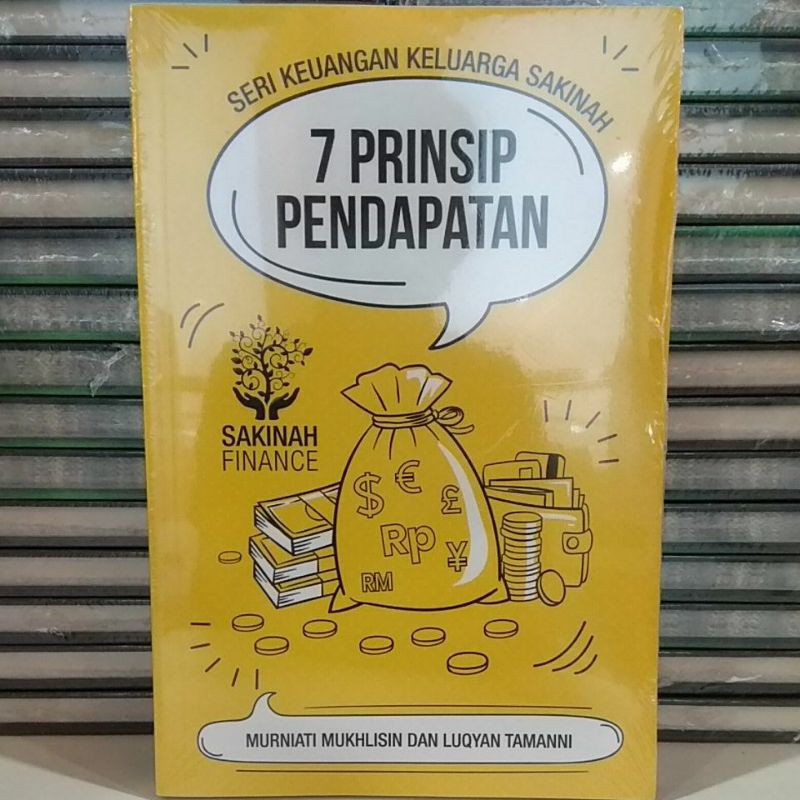 SERI KEUANGAN KELUARGA SAKINAH
7 PRINSIP
PENDAPATAN
SAKINAH
FINANCE
$ € £
Rp ¥
RM
MURNIATI MUKHLISIN DAN LUQYAN TAMANNI